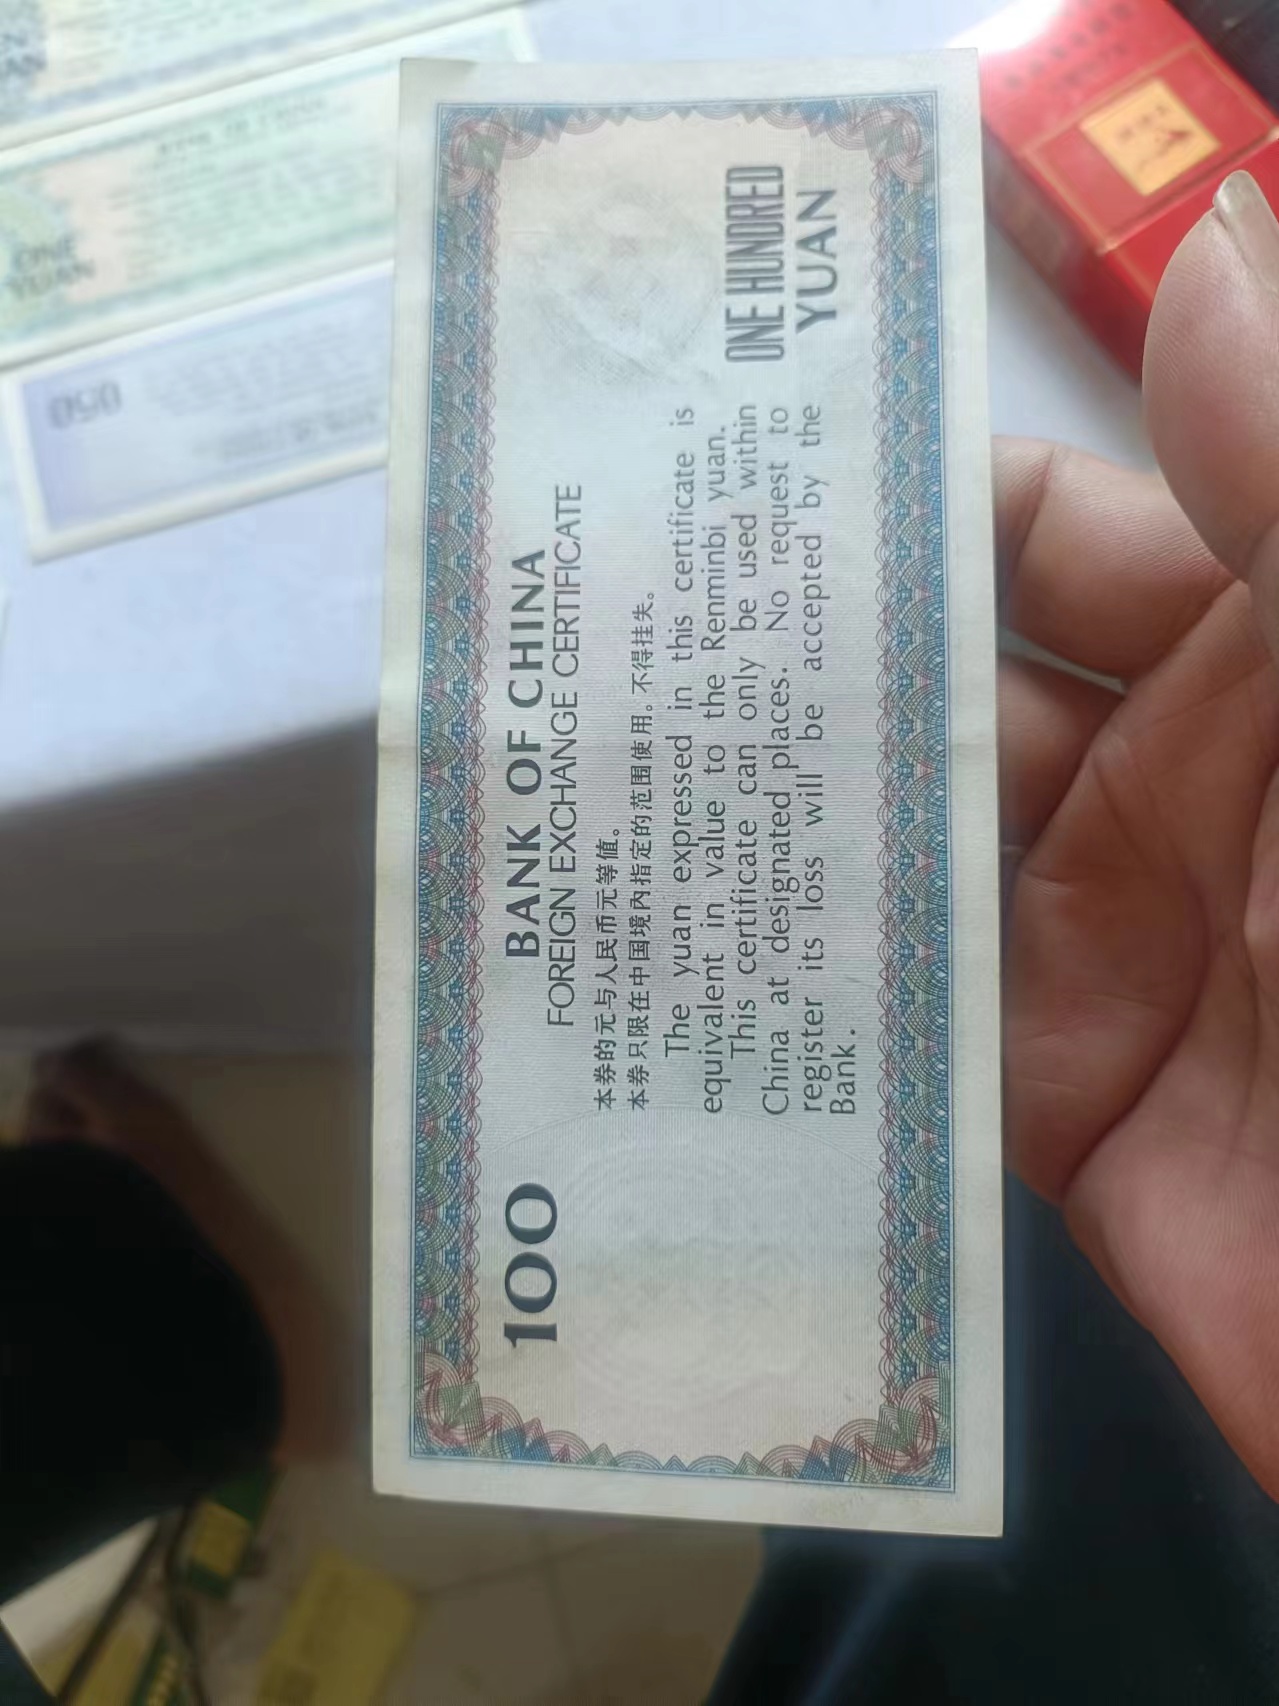 100
BANK OF CHINA
FOREIGN EXCHANGE CERTIFICATE
本券的元与人民币元等值。
本券只限在中国境内指定的范围使用。不得挂失。
The yuan expressed in this certificate is
equivalent in value to the Renminbi yuan.
This certificate can only be used within
China at designated places. No request to
register its loss will be accepted by the
Bank.
ONE HUNDRED
YUAN
ONE
YUAN
050